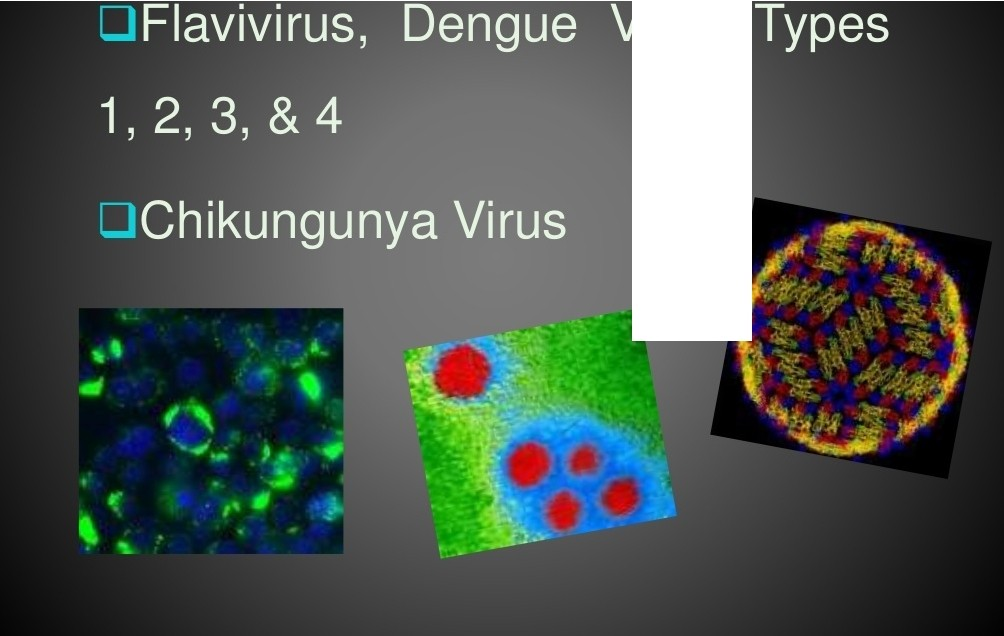 ❑Flavivirus, Dengue Types
1, 2, 3, & 4
❑Chikungunya Virus